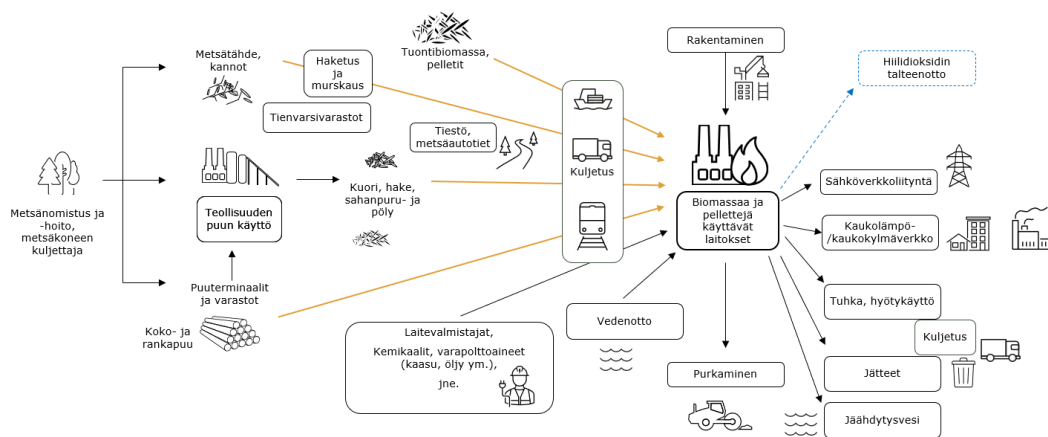 Metsänomistus ja
-hoito,
metsäkoneen
kuljettaja
Metsätähde,
kannot
Haketus ja
murskaus
Tienvarsivarastot
Teollisuuden
puun käyttö
Puuterminaalit
ja varastot
Koko- ja
rankapuu
Tuontibiomassa,
pelletit
Tiestö,
metsäautotiet
Kuori, hake,
sahanpuru- ja
pöly
Kuljetus
Laitevalmistajat,
Kemikaalit, varapolttoaineet
(kaasu, öljy ym.),
jne.
Vedenotto
Rakentaminen
Biomassaa ja
pellettejä
käyttävät
laitokset
Purkaminen
Hiilidioksidin
talteenotto
Sähköverkkoliityntä
Kaukolämpö-
/kaukokylmäverkko
Tuhka, hyötykäyttö
Kuljetus
Jätteet
Jäähdytysvesi